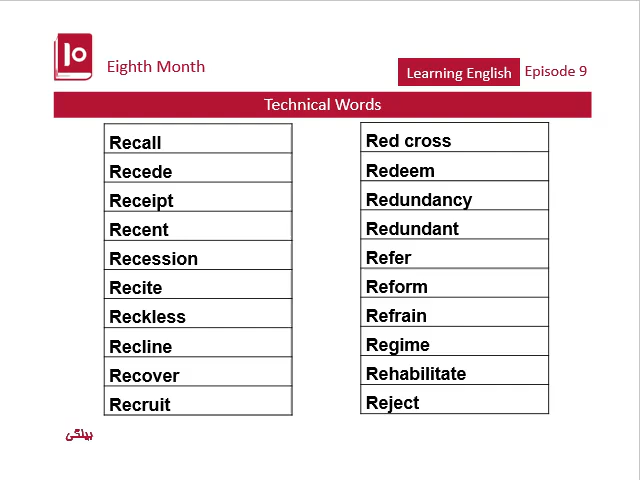 Eighth Month
Learning English
Episode 9
Technical Words
Recall
Recede
Receipt
Recent
Recession
Recite
Reckless
Recline
Recover
Recruit
Red cross
Redeem
Redundancy
Redundant
Refer
Reform
Refrain
Regime
Rehabilitate
Reject